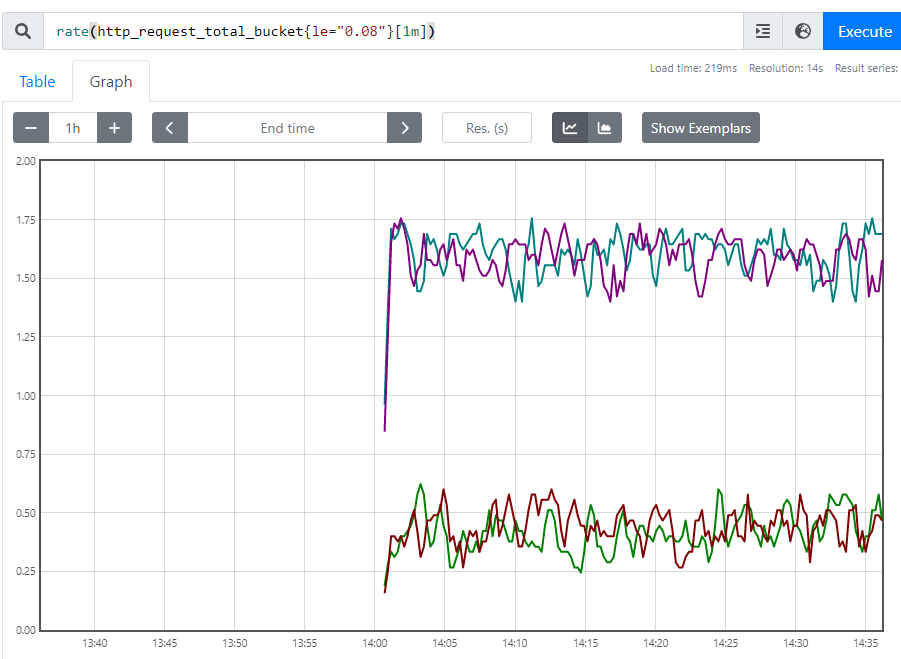 rate(http_request_total_bucket{le="0.08"}[1m])
Execute
Table
Graph
Load time: 219ms Resolution: 14s Result series:
1h
End time
Res. (s)
Show Exemplars
2.00
1.75
1.50
1.25
1.00
0.75
0.50
0.25
0.00
13:40 13:45 13:50 13:55 14:00 14:05 14:10 14:15 14:20 14:25 14:30 14:35